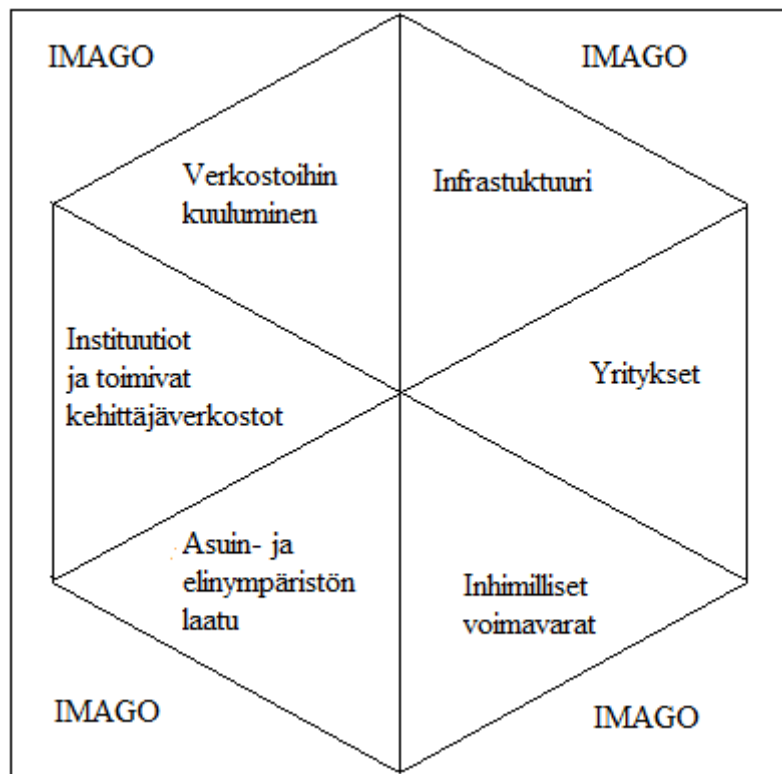 IMAGO
IMAGO
Verkostoihin
kuuluminen
Infrastuktuuri
Instituutiot
ja toimivat
kehittäjäverkostot
Yritykset
Asuin- ja
elinympäristön
laatu
Inhimilliset
voimavarat
IMAGO
IMAGO